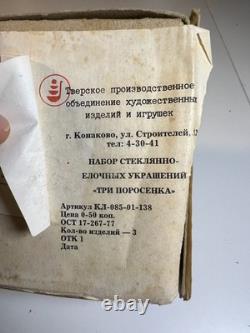 Тверское производственное
объединение художественных
изделий и игрушек
г. Конаково, ул. Строителей,
тел: 4-30-41
НАБОР СТЕКЛЯННО-
ЕЛОЧНЫХ УКРАШЕНИЙ
«ТРИ ПОРОСЕНКА»
Артикул КЛ-085-01-138
Цена 0-50 коп.
ОСТ 17-267-77
Кол-во изделий — 3
ОТК 1
Дата
ebay